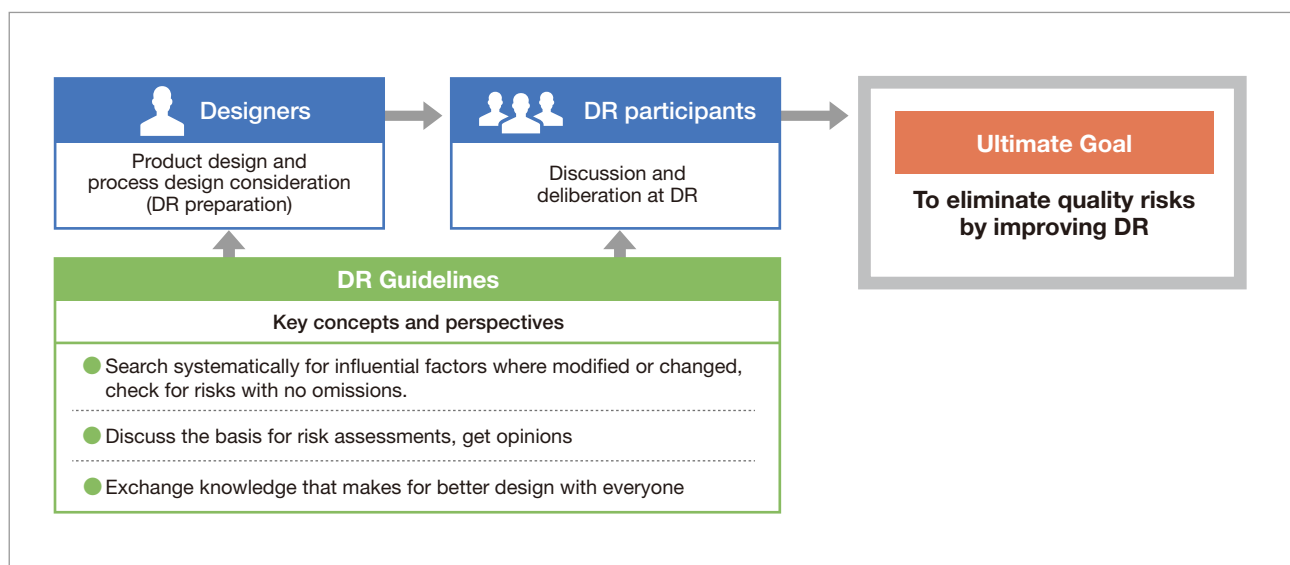 Designers
Product design and
process design consideration
(DR preparation)
DR participants
Discussion and
deliberation at DR
Ultimate Goal
To eliminate quality risks
by improving DR
DR Guidelines
Key concepts and perspectives
Search systematically for influential factors where modified or changed,
check for risks with no omissions.
Discuss the basis for risk assessments, get opinions
Exchange knowledge that makes for better design with everyone